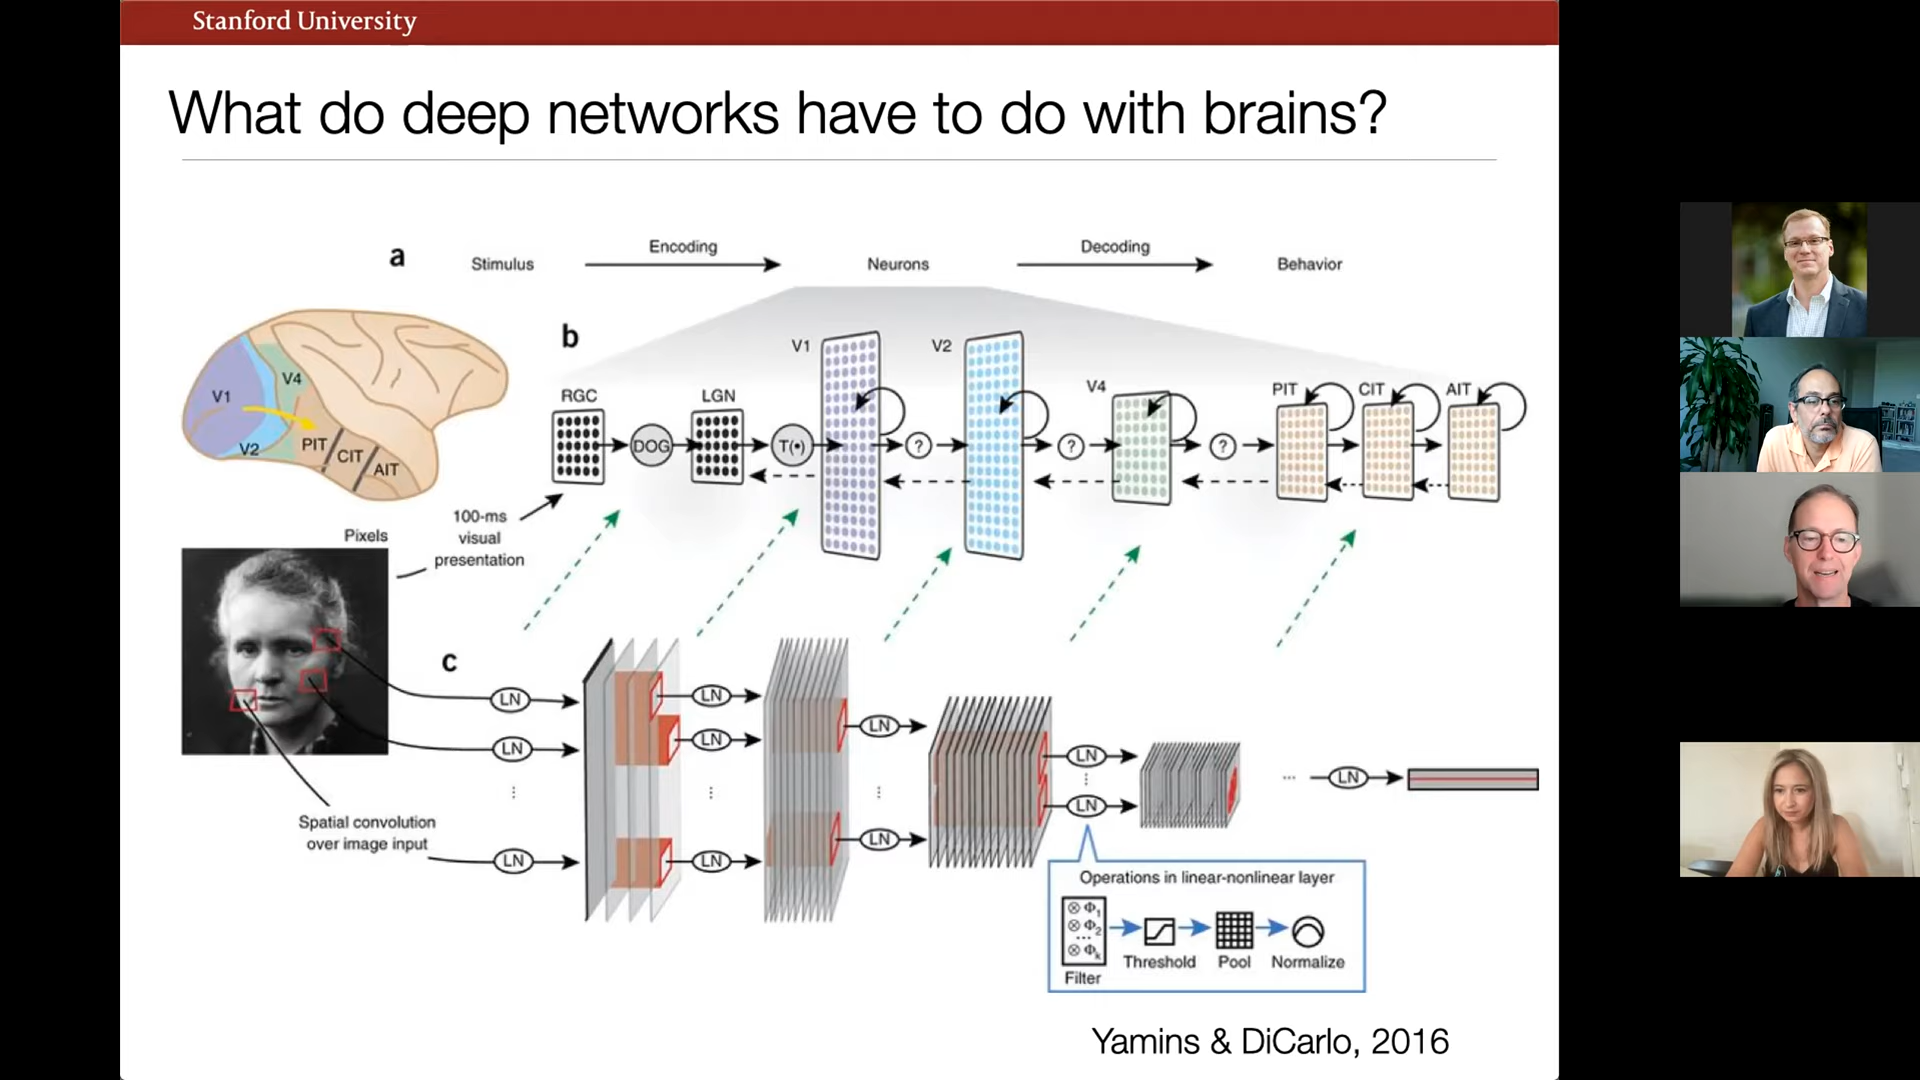 Stanford University
What do deep networks have to do with brains?
a
Stimulus
Encoding
Neurons
Decoding
Behavior
b
V1
V2
V4
PIT
CIT
AIT
RGC
DOG
LGN
T(•)
V1
?
V2
?
V4
?
PIT
CIT
AIT
100-ms
visual
presentation
Pixels
c
LN
LN
LN
LN
LN
LN
LN
LN
LN
LN
LN
Spatial convolution
over image input
Operations in linear-nonlinear layer
⊗ Φ1
⊗ Φ2
...
⊗ Φk
Filter
Threshold
Pool
Normalize
Yamins & DiCarlo, 2016